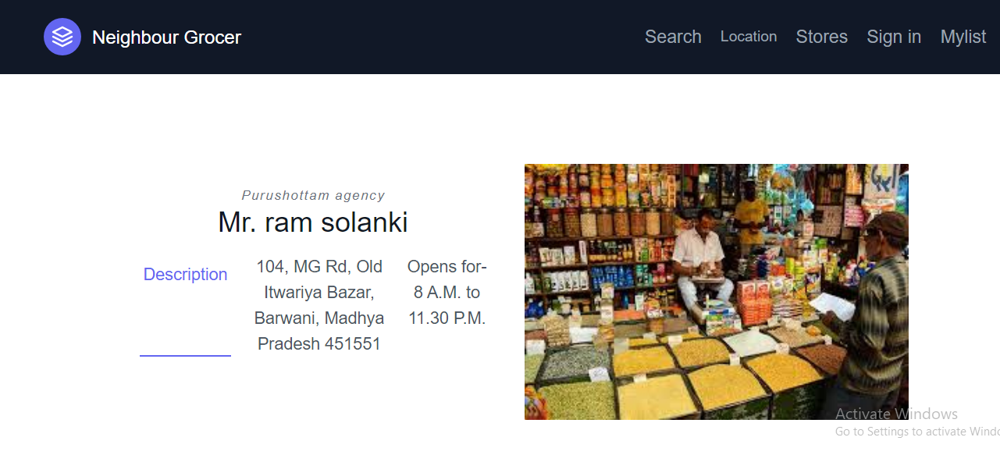 Neighbour Grocer
Search Location Stores Sign in Mylist
Purushottam agency
Mr. ram solanki
Description
104, MG Rd, Old
Itwariya Bazar,
Barwani, Madhya
Pradesh 451551
Opens for-
8 A.M. to
11.30 P.M.
Activate Windows
Go to Settings to activate Windo